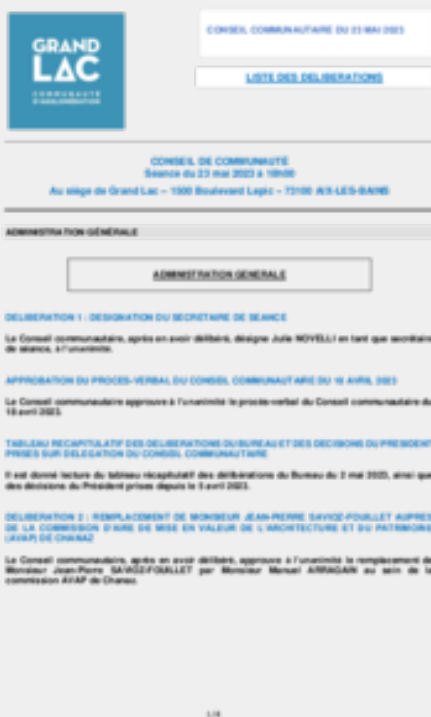 GRAND
LAC
COMMUNAUTÉ
D'AGGLOMÉRATION
CONSEIL COMMUNAUTAIRE DU 23 MAI 2023
LISTE DES DELIBERATIONS
CONSEIL DE COMMUNAUTÉ
Séance du 23 mai 2023 à 18h00
Au siège de Grand Lac – 1500 Boulevard Lepic – 73100 AIX-LES-BAINS
ADMINISTRATION GÉNÉRALE
ADMINISTRATION GENERALE
DELIBERATION 1 : DESIGNATION DU SECRETAIRE DE SEANCE
Le Conseil communautaire, après en avoir délibéré, désigne Julie NOVELLI en tant que secrétaire
de séance, à l'unanimité.
APPROBATION DU PROCES-VERBAL DU CONSEIL COMMUNAUTAIRE DU 18 AVRIL 2023
Le Conseil communautaire approuve à l'unanimité le procès-verbal du Conseil communautaire du
18 avril 2023.
TABLEAU RECAPITULATIF DES DELIBERATIONS DU BUREAU ET DES DECISIONS DU PRESIDENT
PRISES SUR DELEGATION DU CONSEIL COMMUNAUTAIRE
Il est donné lecture du tableau récapitulatif des délibérations du Bureau du 2 mai 2023, ainsi que
des décisions du Président prises depuis le 5 avril 2023.
DELIBERATION 2 : REMPLACEMENT DE MONSIEUR JEAN-PIERRE SAVIOZ-FOUILLET AUPRES
DE LA COMMISSION D'AIRE DE MISE EN VALEUR DE L'ARCHITECTURE ET DU PATRIMOINE
(AVAP) DE CHANAZ
Le Conseil communautaire, après en avoir délibéré, approuve à l'unanimité le remplacement de
Monsieur Jean-Pierre SAVIOZ-FOUILLET par Monsieur Manuel ARRAGAIN au sein de la
commission AVAP de Chanaz.